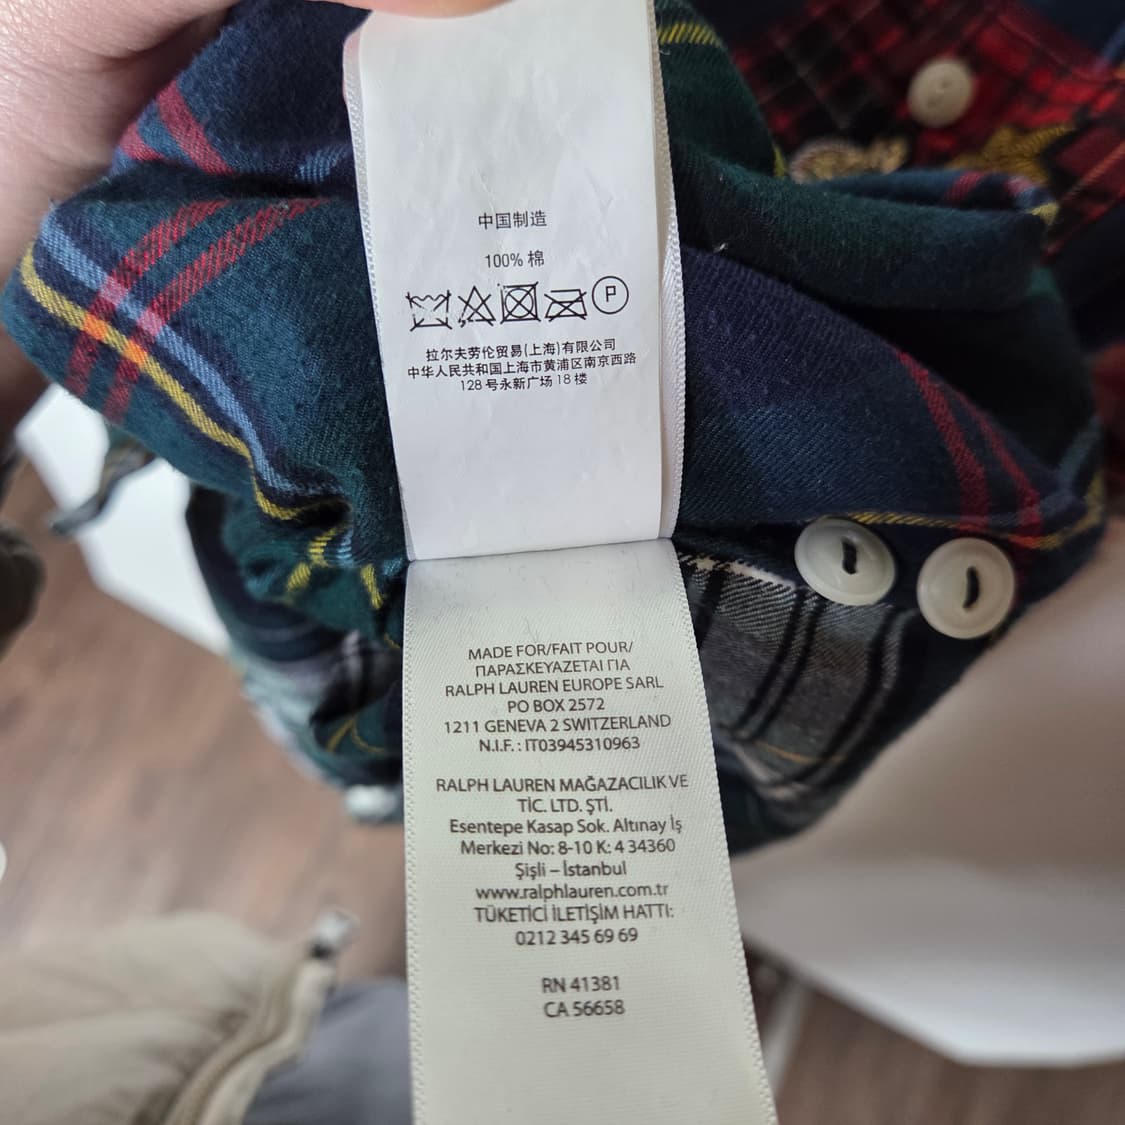 中国制造
100% 棉
P
拉尔夫劳伦贸易(上海)有限公司
中华人民共和国上海市黄浦区南京西路
128 号永新广场 18 楼
MADE FOR/FAIT POUR/
ΠΑΡΑΣΚΕΥΑΖΕΤΑΙ ΓΙΑ
RALPH LAUREN EUROPE SARL
PO BOX 2572
1211 GENEVA 2 SWITZERLAND
N.I.F. : IT03945310963
RALPH LAUREN MAĞAZACILIK VE
TİC. LTD. ŞTİ.
Esentepe Kasap Sok. Altınay İş
Merkezi No: 8-10 K: 4 34360
Şişli – İstanbul
www.ralphlauren.com.tr
TÜKETİCİ İLETİŞİM HATTI:
0212 345 69 69
RN 41381
CA 56658